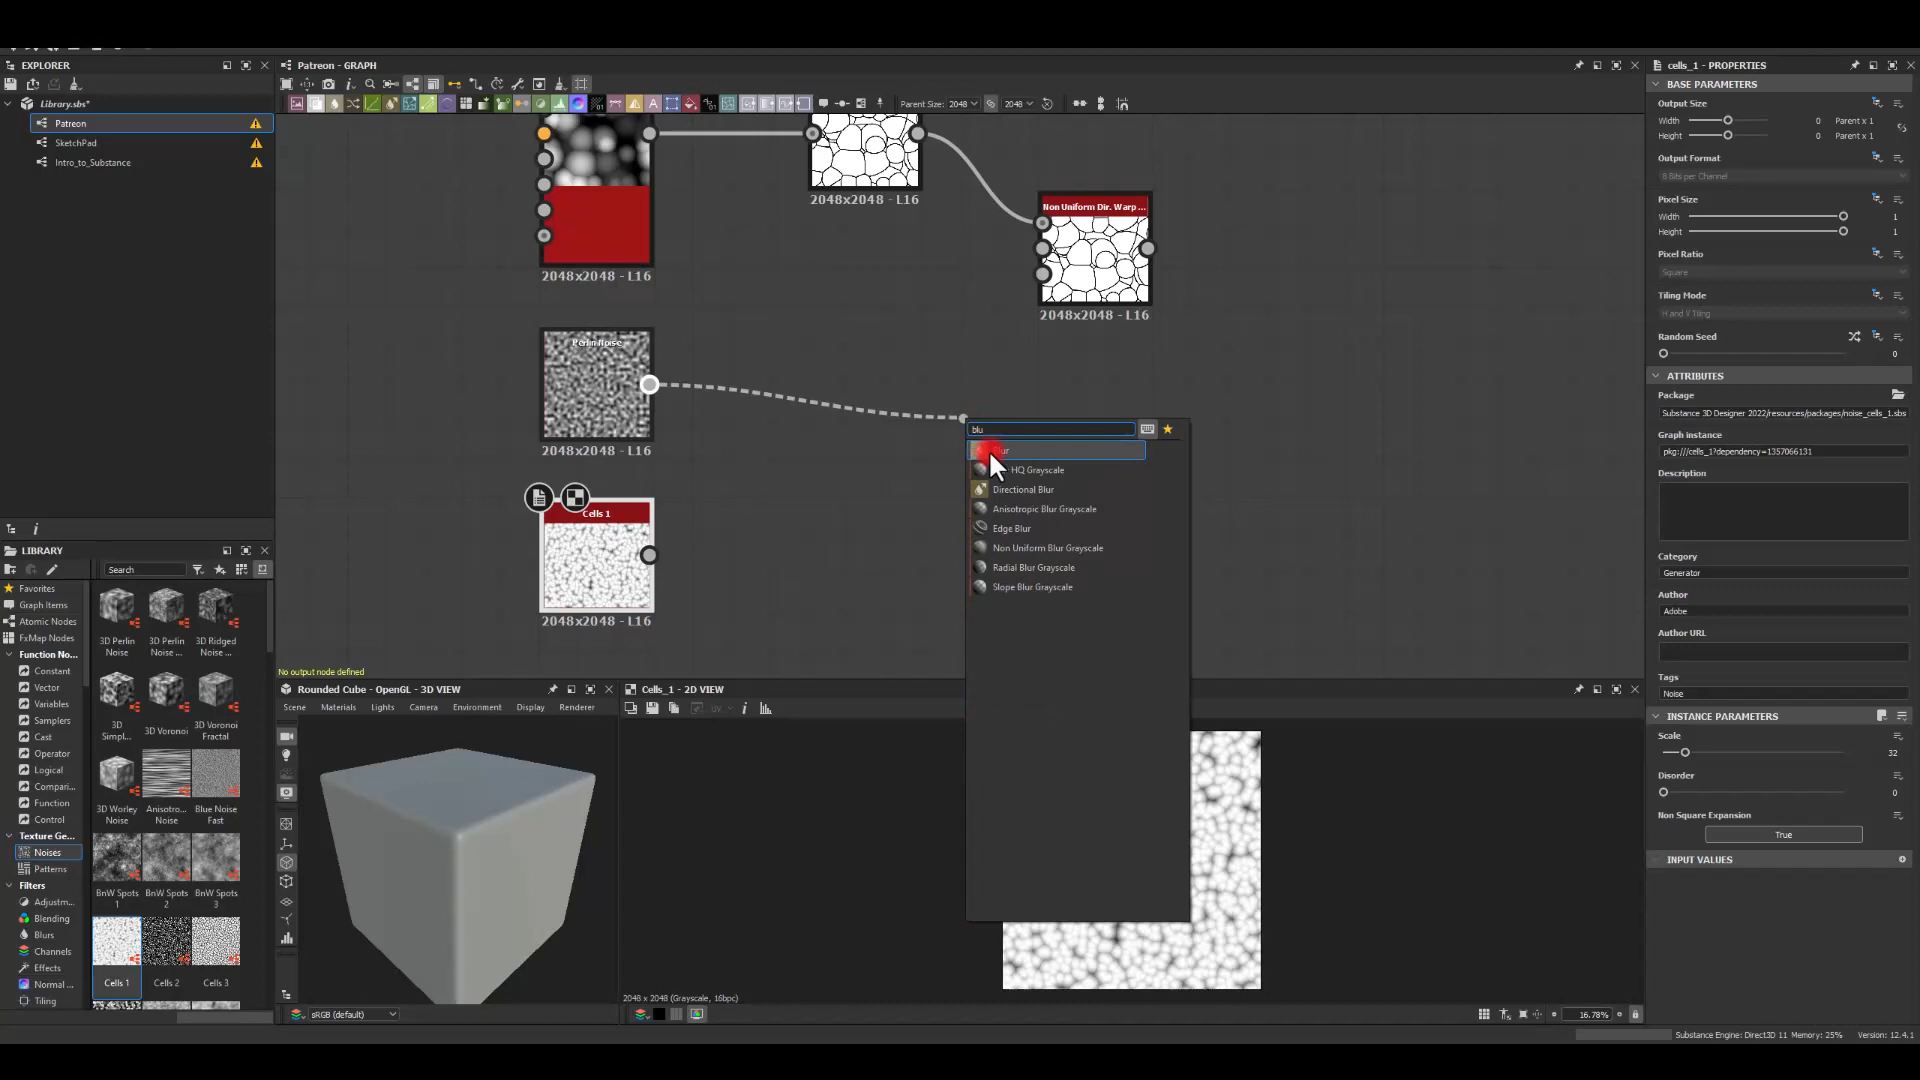 EXPLORER
Library.sbs*
Patreon
SketchPad
Intro_to_Substance
Patreon - GRAPH
Parent Size: 2048
2048
2048x2048 - L16
Non Uniform Dir. Warp ...
2048x2048 - L16
2048x2048 - L16
Perlin Noise
2048x2048 - L16
Cells 1
2048x2048 - L16
No output node defined
blu
HQ Grayscale
Directional Blur
Anisotropic Blur Grayscale
Edge Blur
Non Uniform Blur Grayscale
Radial Blur Grayscale
Slope Blur Grayscale
LIBRARY
Search
Favorites
Graph Items
Atomic Nodes
FxMap Nodes
Function No...
Constant
Vector
Variables
Samplers
Cast
Operator
Logical
Compari...
Function
Control
Texture Ge...
Noises
Patterns
Filters
Adjustm...
Blending
Blurs
Channels
Effects
Normal ...
Tiling
3D Perlin Noise
3D Perlin Noise ...
3D Ridged Noise ...
3D Simpl...
3D Voronoi
3D Voronoi Fractal
3D Worley Noise
Anisotro... Noise
Blue Noise Fast
BnW Spots 1
BnW Spots 2
BnW Spots 3
Cells 1
Cells 2
Cells 3
Rounded Cube - OpenGL - 3D VIEW
Scene
Materials
Lights
Camera
Environment
Display
Renderer
sRGB (default)
Cells_1 - 2D VIEW
2048 x 2048 (Grayscale, 16bpc)
16.78%
cells_1 - PROPERTIES
BASE PARAMETERS
Output Size
Width 0 Parent x 1
Height 0 Parent x 1
Output Format
8 Bits per Channel
Pixel Size
Width 1
Height 1
Pixel Ratio
Square
Tiling Mode
H and V Tiling
Random Seed
0
ATTRIBUTES
Package
Substance 3D Designer 2022/resources/packages/noise_cells_1.sbs
Graph instance
pkg:///cells_1?dependency=1357066131
Description
Category
Generator
Author
Adobe
Author URL
Tags
Noise
INSTANCE PARAMETERS
Scale
32
Disorder
0
Non Square Expansion
True
INPUT VALUES
Substance Engine: Direct3D 11 Memory: 25% Version: 12.4.1